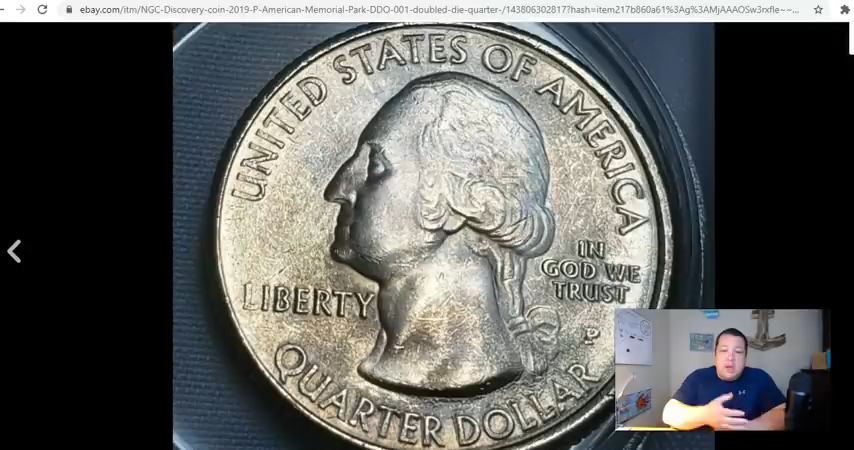 ebay.com/itm/NGC-Discovery-coin-2019-P-American-Memorial-Park-DDO-001-doubled-die-quarter-/143806302817?hash=item217b860a61%3Ag%3AMjAAAOSw3rxfIe~~...
UNITED STATES OF AMERICA
IN
GOD WE
TRUST
LIBERTY
P
QUARTER DOLLAR